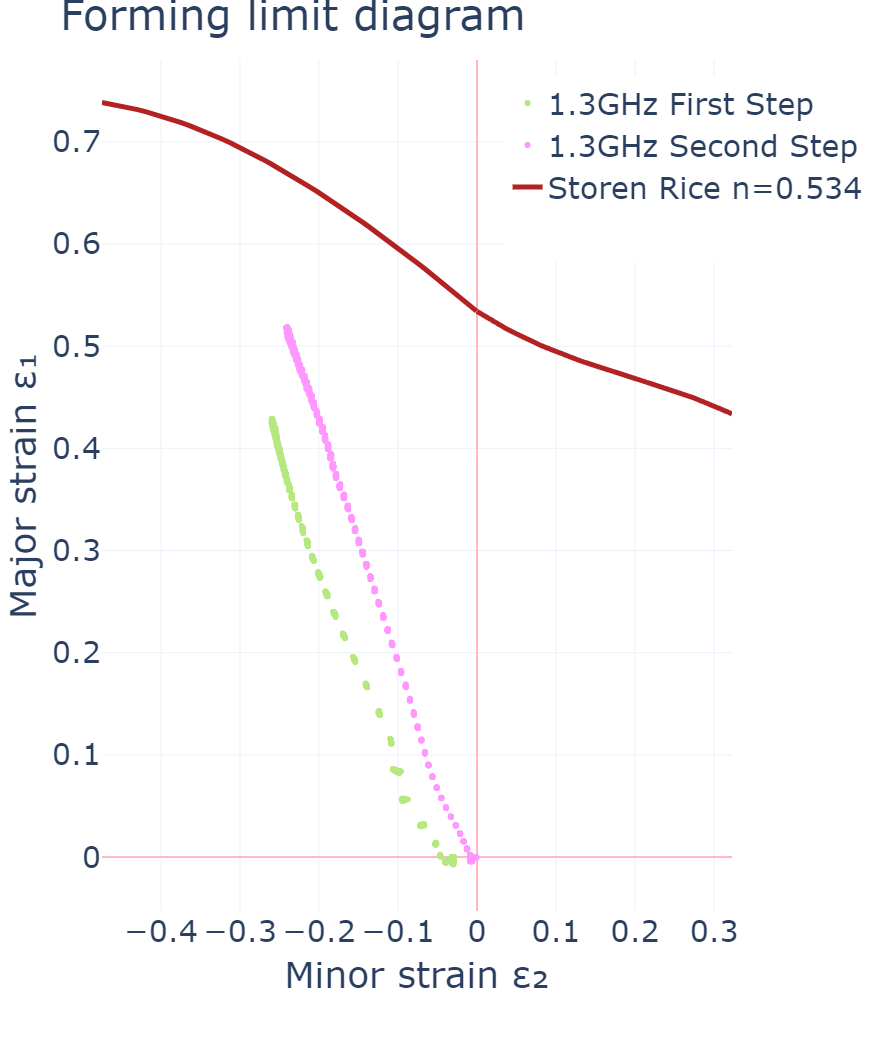 Forming limit diagram
1.3GHz First Step
1.3GHz Second Step
Storen Rice n=0.534
Major strain ε₁
0.7
0.6
0.5
0.4
0.3
0.2
0.1
0
−0.4 −0.3 −0.2 −0.1 0 0.1 0.2 0.3
Minor strain ε₂